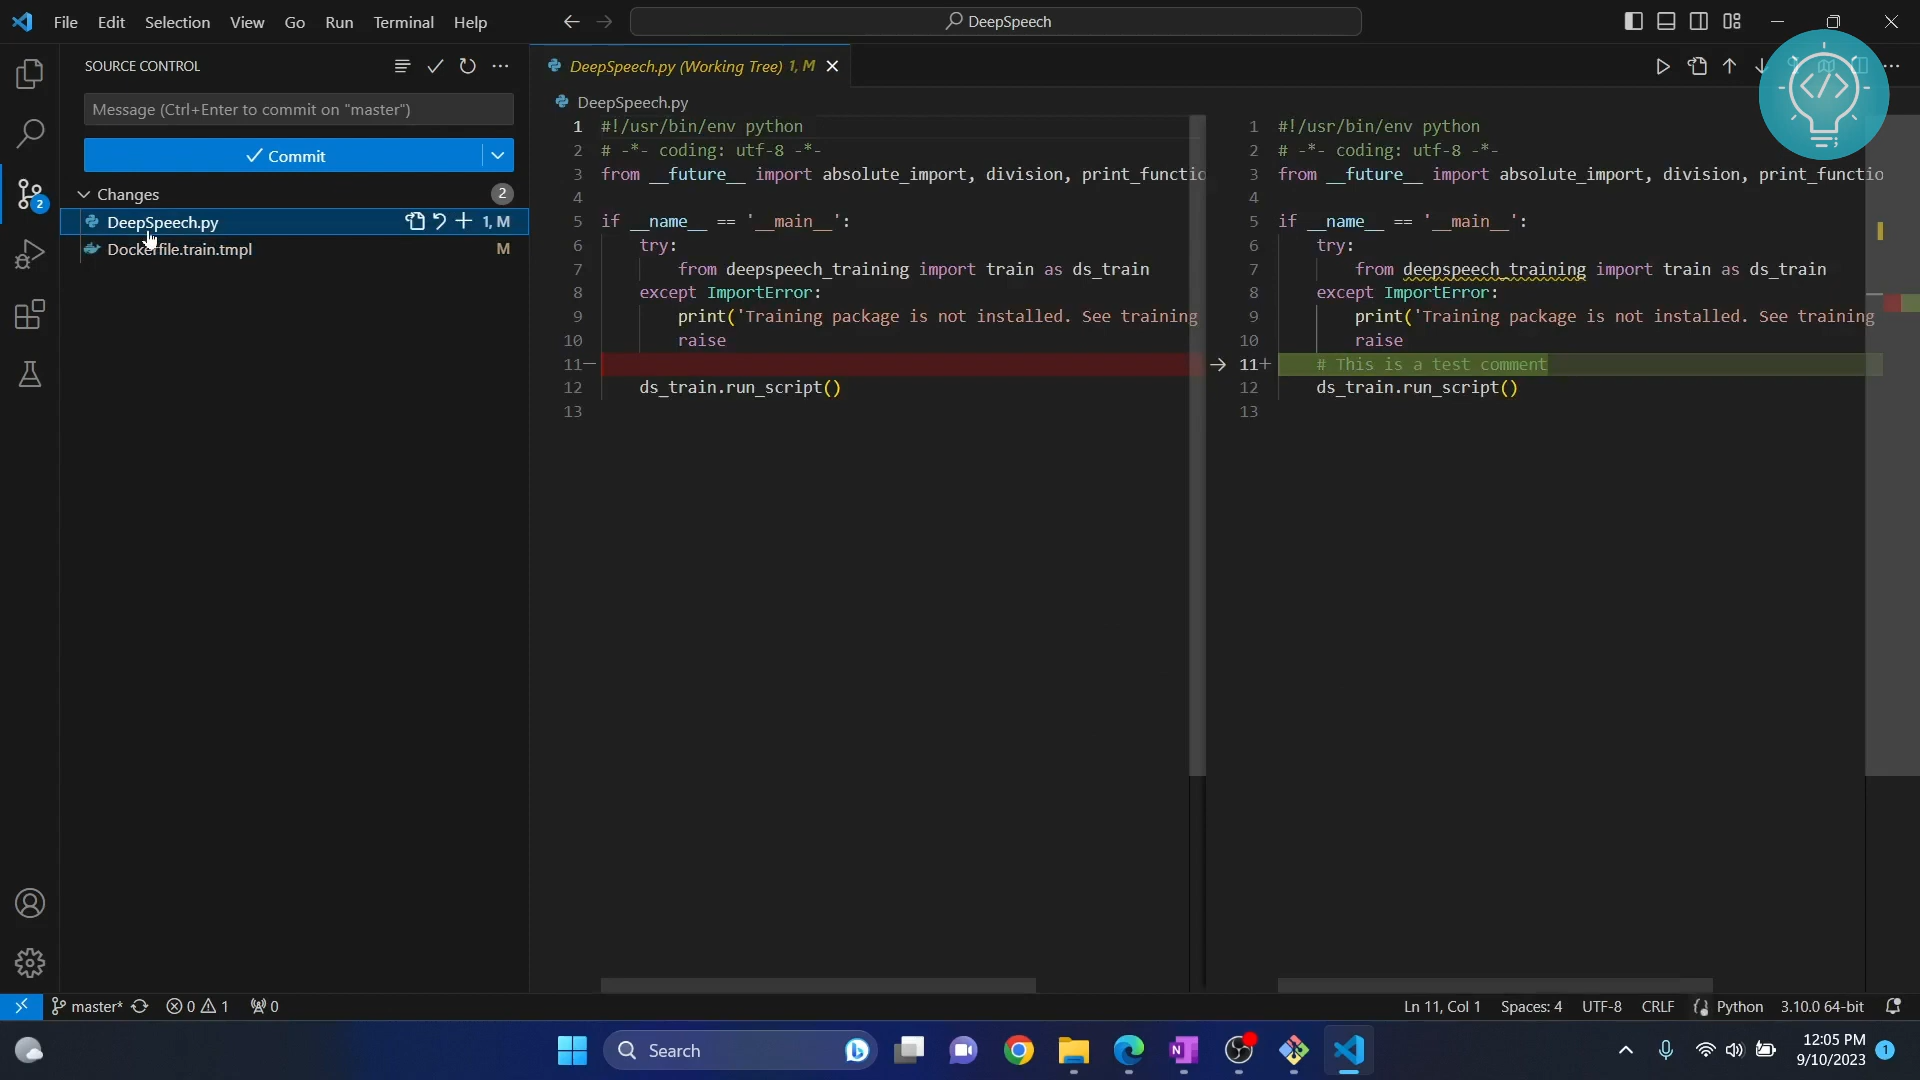 File Edit Selection View Go Run Terminal Help
DeepSpeech
SOURCE CONTROL
Message (Ctrl+Enter to commit on "master")
Commit
Changes
2
2
DeepSpeech.py
1, M
Dockerfile.train.tmpl
M
DeepSpeech.py (Working Tree) 1, M
DeepSpeech.py
1 #!/usr/bin/env python
2 # -*- coding: utf-8 -*-
3 from __future__ import absolute_import, division, print_functio
4
5 if __name__ == '__main__':
6 try:
7 from deepspeech_training import train as ds_train
8 except ImportError:
9 print('Training package is not installed. See training
10 raise
11−
12 ds_train.run_script()
13
1 #!/usr/bin/env python
2 # -*- coding: utf-8 -*-
3 from __future__ import absolute_import, division, print_functio
4
5 if __name__ == '__main__':
6 try:
7 from deepspeech_training import train as ds_train
8 except ImportError:
9 print('Training package is not installed. See training
10 raise
11+ # This is a test comment
12 ds_train.run_script()
13
master* 0 1 0
Ln 11, Col 1 Spaces: 4 UTF-8 CRLF Python 3.10.0 64-bit
Search
12:05 PM
9/10/2023
1